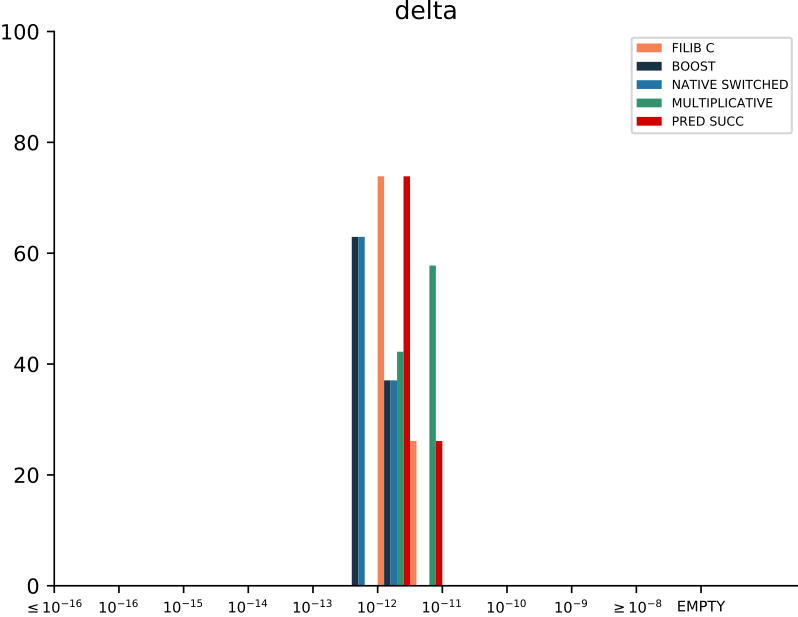 delta
100
80
60
40
20
0
FILIB C
BOOST
NATIVE SWITCHED
MULTIPLICATIVE
PRED SUCC
≤10⁻¹⁶ 10⁻¹⁶ 10⁻¹⁵ 10⁻¹⁴ 10⁻¹³ 10⁻¹² 10⁻¹¹ 10⁻¹⁰ 10⁻⁹ ≥10⁻⁸ EMPTY